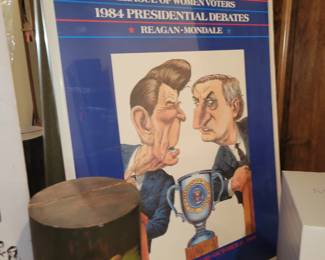 OF WOMEN VOTERS
1984 PRESIDENTIAL DEBATES
REAGAN • MONDALE